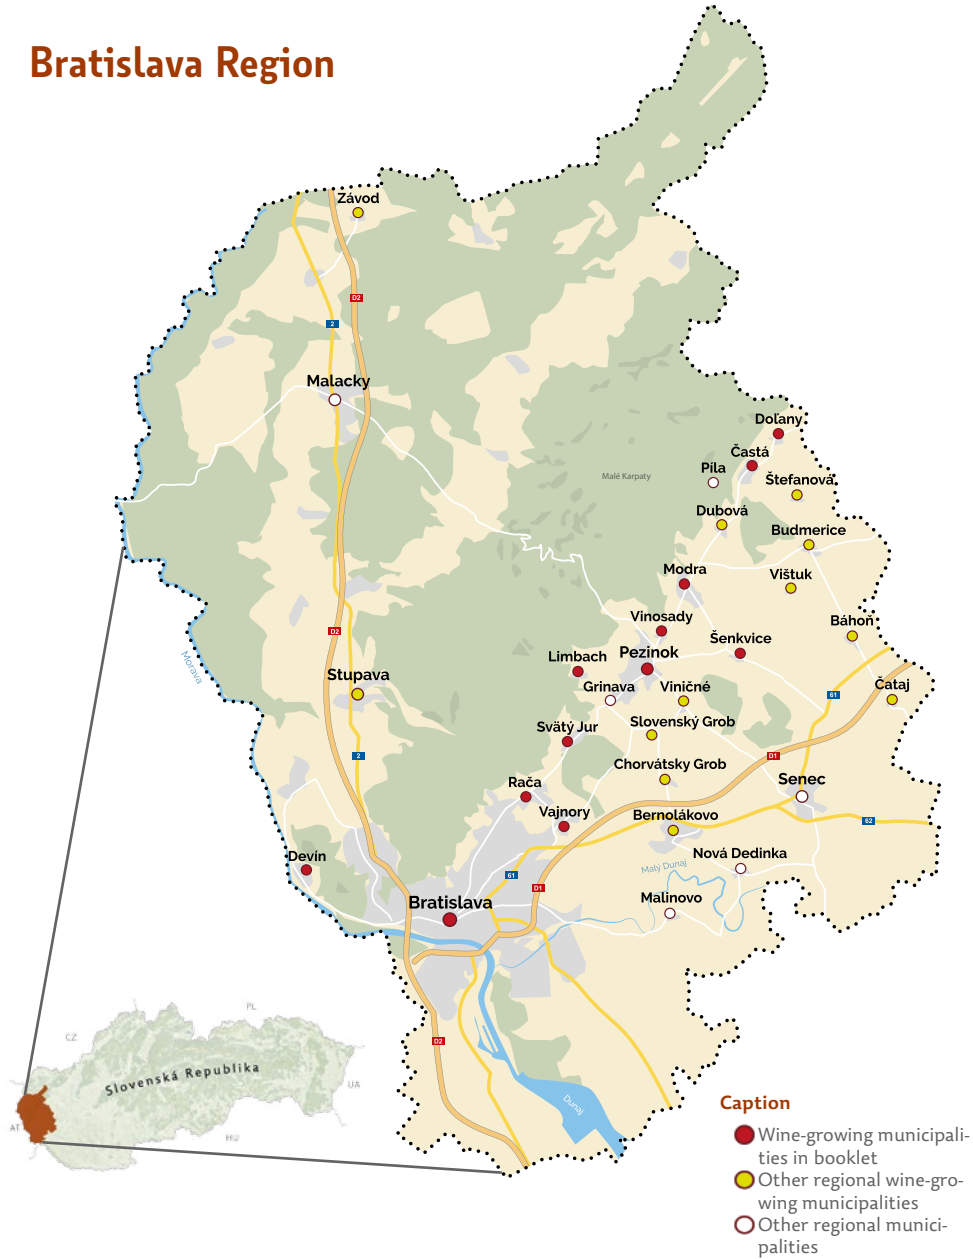 Bratislava Region
Závod
D2
2
Malacky
Doľany
Častá
Píla
Malé Karpaty
Štefanová
Dubová
Budmerice
Modra
Vištuk
Vinosady
Báhoň
D2
Šenkvice
Pezinok
Limbach
Morava
Stupava
Grinava
Viničné
Čataj
61
Svätý Jur
Slovenský Grob
2
D1
Chorvátsky Grob
Rača
Senec
Vajnory
Bernolákovo
62
Devín
Nová Dedinka
Malý Dunaj
61
D1
Bratislava
Malinovo
PL
CZ
D2
Slovenská Republika
UA
AT
HU
Dunaj
Caption
Wine-growing municipali-
ties in booklet
Other regional wine-gro-
wing municipalities
Other regional munici-
palities